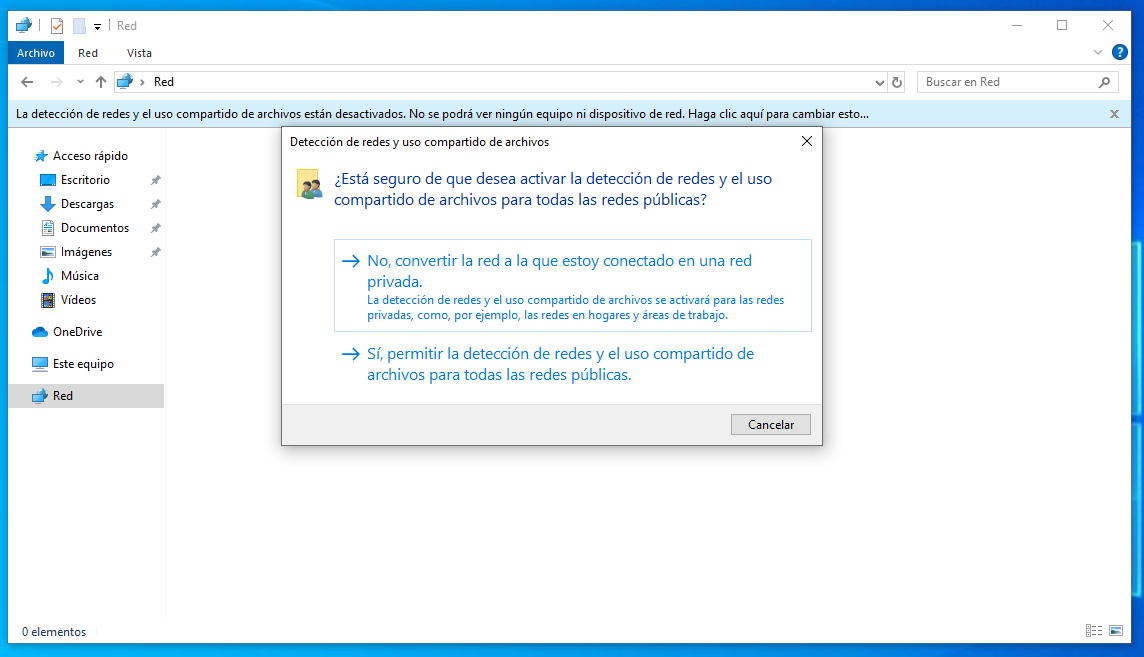 Red
Archivo
Red
Vista
?
Red
Buscar en Red
La detección de redes y el uso compartido de archivos están desactivados. No se podrá ver ningún equipo ni dispositivo de red. Haga clic aquí para cambiar esto...
Acceso rápido
Escritorio
Descargas
Documentos
Imágenes
Música
Vídeos
OneDrive
Este equipo
Red
Detección de redes y uso compartido de archivos
¿Está seguro de que desea activar la detección de redes y el uso
compartido de archivos para todas las redes públicas?
No, convertir la red a la que estoy conectado en una red
privada.
La detección de redes y el uso compartido de archivos se activará para las redes
privadas, como, por ejemplo, las redes en hogares y áreas de trabajo.
Sí, permitir la detección de redes y el uso compartido de
archivos para todas las redes públicas.
Cancelar
0 elementos